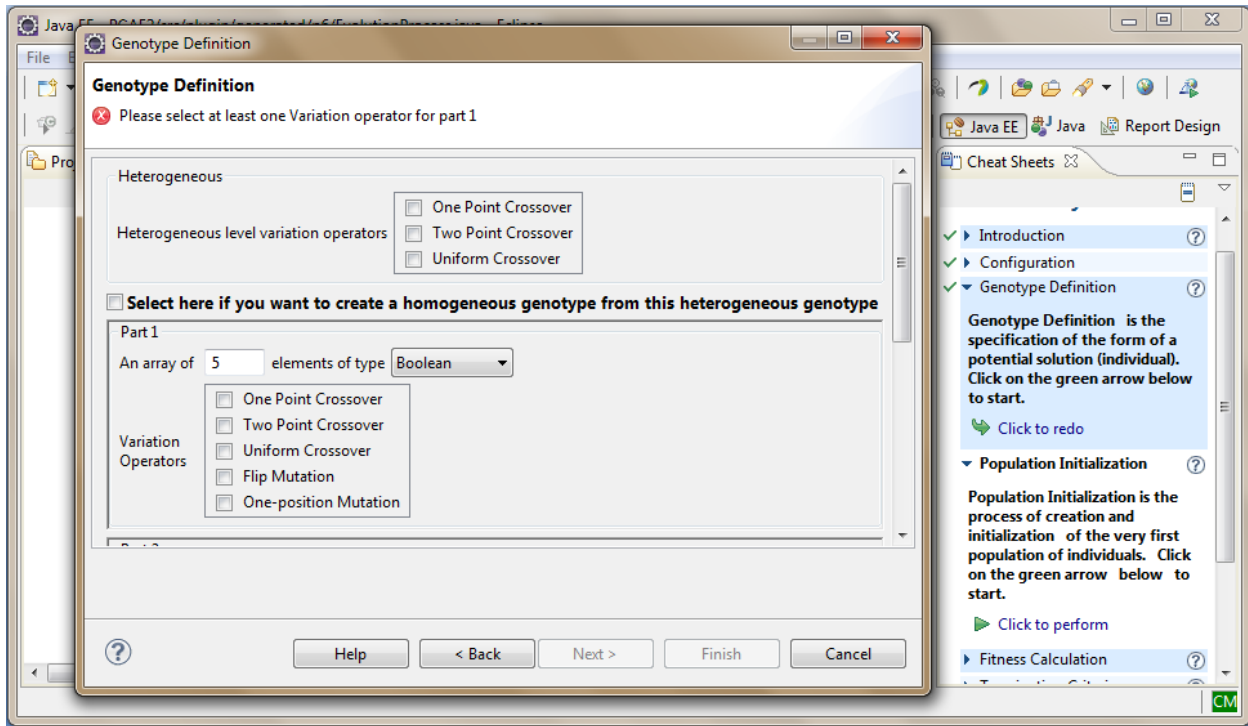 Java EE
Genotype Definition
File
Genotype Definition
Please select at least one Variation operator for part 1
Heterogeneous
Heterogeneous level variation operators
One Point Crossover
Two Point Crossover
Uniform Crossover
Select here if you want to create a homogeneous genotype from this heterogeneous genotype
Part 1
An array of 5 elements of type Boolean
Variation Operators
One Point Crossover
Two Point Crossover
Uniform Crossover
Flip Mutation
One-position Mutation
Help
< Back
Next >
Finish
Cancel
Java EE
Java
Report Design
Cheat Sheets
Introduction
Configuration
Genotype Definition
Genotype Definition is the
specification of the form of a
potential solution (individual).
Click on the green arrow below
to start.
Click to redo
Population Initialization
Population Initialization is the
process of creation and
initialization of the very first
population of individuals. Click
on the green arrow below to
start.
Click to perform
Fitness Calculation
CM